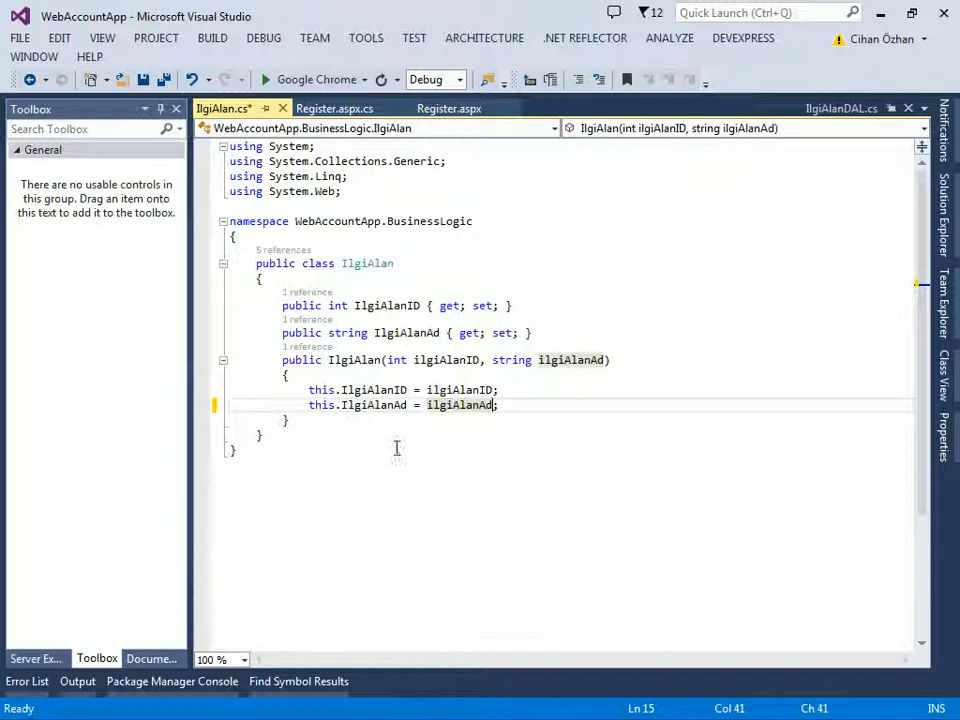 WebAccountApp - Microsoft Visual Studio
12
Quick Launch (Ctrl+Q)
FILE EDIT VIEW PROJECT BUILD DEBUG TEAM TOOLS TEST ARCHITECTURE .NET REFLECTOR ANALYZE DEVEXPRESS
Cihan Özhan
WINDOW HELP
Google Chrome
Debug
Toolbox
IlgiAlan.cs*
Register.aspx.cs
Register.aspx
IlgiAlanDAL.cs
Search Toolbox
WebAccountApp.BusinessLogic.IlgiAlan
IlgiAlan(int ilgiAlanID, string ilgiAlanAd)
General
There are no usable controls in
this group. Drag an item onto
this text to add it to the toolbox.
using System;
using System.Collections.Generic;
using System.Linq;
using System.Web;
namespace WebAccountApp.BusinessLogic
{
5 references
public class IlgiAlan
{
1 reference
public int IlgiAlanID { get; set; }
1 reference
public string IlgiAlanAd { get; set; }
1 reference
public IlgiAlan(int ilgiAlanID, string ilgiAlanAd)
{
this.IlgiAlanID = ilgiAlanID;
this.IlgiAlanAd = ilgiAlanAd;
}
}
}
Notifications
Solution Explorer
Team Explorer
Class View
Properties
Server Ex...
Toolbox
Docume...
100 %
Error List
Output
Package Manager Console
Find Symbol Results
Ready
Ln 15
Col 41
Ch 41
INS